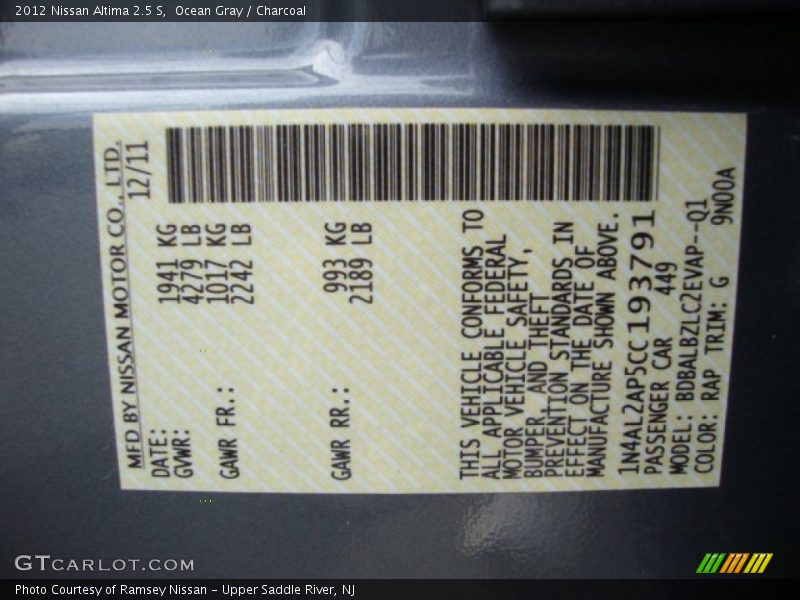 2012 Nissan Altima 2.5 S,  Ocean Gray / Charcoal
MFD BY NISSAN MOTOR CO., LTD.
DATE: 12/11
GVWR: 1941 KG
4279 LB
GAWR FR.: 1017 KG
2242 LB
GAWR RR.: 993 KG
2189 LB
THIS VEHICLE CONFORMS TO
ALL APPLICABLE FEDERAL
MOTOR VEHICLE SAFETY,
BUMPER, AND THEFT
PREVENTION STANDARDS IN
EFFECT ON THE DATE OF
MANUFACTURE SHOWN ABOVE.
1N4AL2AP5CC193791
PASSENGER CAR 449
MODEL: BDBALBZLC2EVAP--Q1
COLOR: RAP TRIM: G 9N00A
GTCARLOT.COM
Photo Courtesy of Ramsey Nissan - Upper Saddle River, NJ